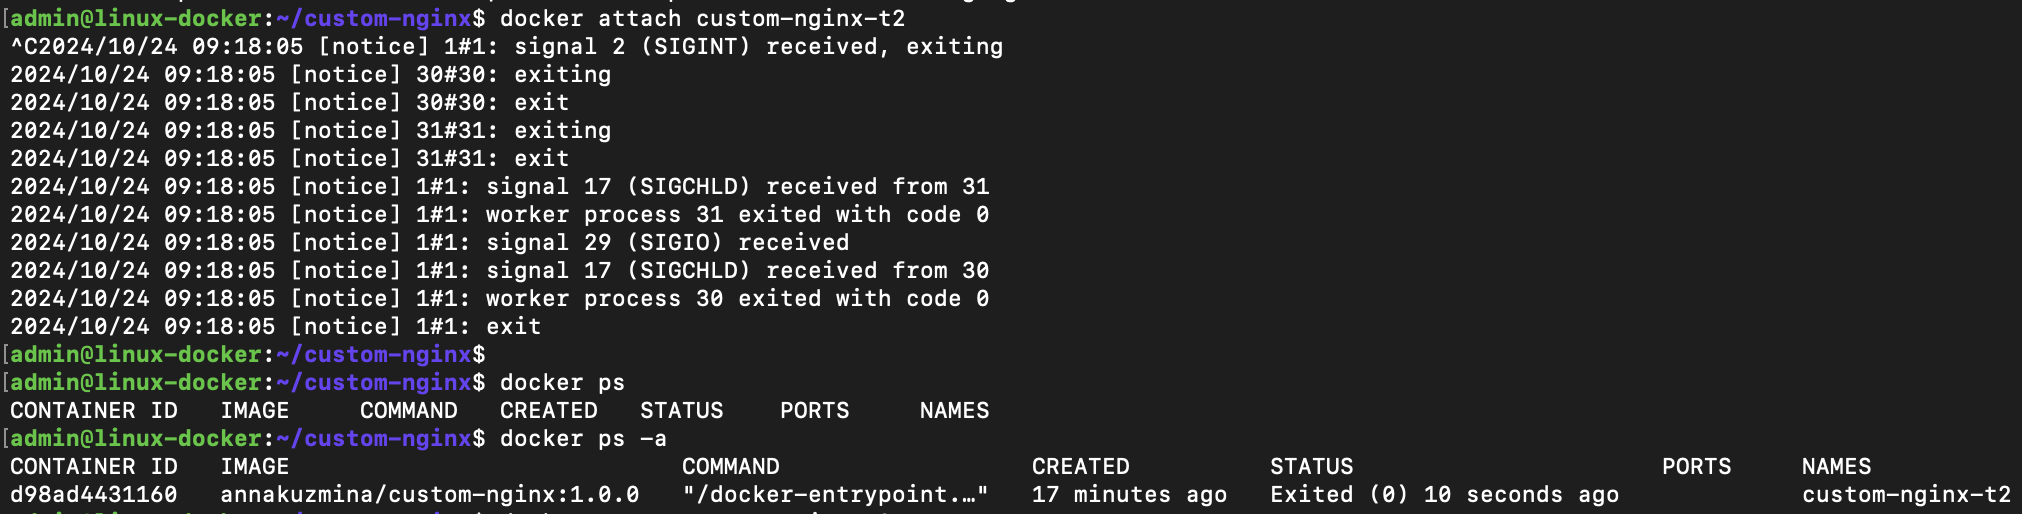 [admin@linux-docker:~/custom-nginx$ docker attach custom-nginx-t2
^C2024/10/24 09:18:05 [notice] 1#1: signal 2 (SIGINT) received, exiting
2024/10/24 09:18:05 [notice] 30#30: exiting
2024/10/24 09:18:05 [notice] 30#30: exit
2024/10/24 09:18:05 [notice] 31#31: exiting
2024/10/24 09:18:05 [notice] 31#31: exit
2024/10/24 09:18:05 [notice] 1#1: signal 17 (SIGCHLD) received from 31
2024/10/24 09:18:05 [notice] 1#1: worker process 31 exited with code 0
2024/10/24 09:18:05 [notice] 1#1: signal 29 (SIGIO) received
2024/10/24 09:18:05 [notice] 1#1: signal 17 (SIGCHLD) received from 30
2024/10/24 09:18:05 [notice] 1#1: worker process 30 exited with code 0
2024/10/24 09:18:05 [notice] 1#1: exit
[admin@linux-docker:~/custom-nginx$
[admin@linux-docker:~/custom-nginx$ docker ps
CONTAINER ID   IMAGE     COMMAND   CREATED   STATUS    PORTS     NAMES
[admin@linux-docker:~/custom-nginx$ docker ps -a
CONTAINER ID   IMAGE                            COMMAND                  CREATED          STATUS                      PORTS     NAMES
d98ad4431160   annakuzmina/custom-nginx:1.0.0   "/docker-entrypoint.…"   17 minutes ago   Exited (0) 10 seconds ago             custom-nginx-t2